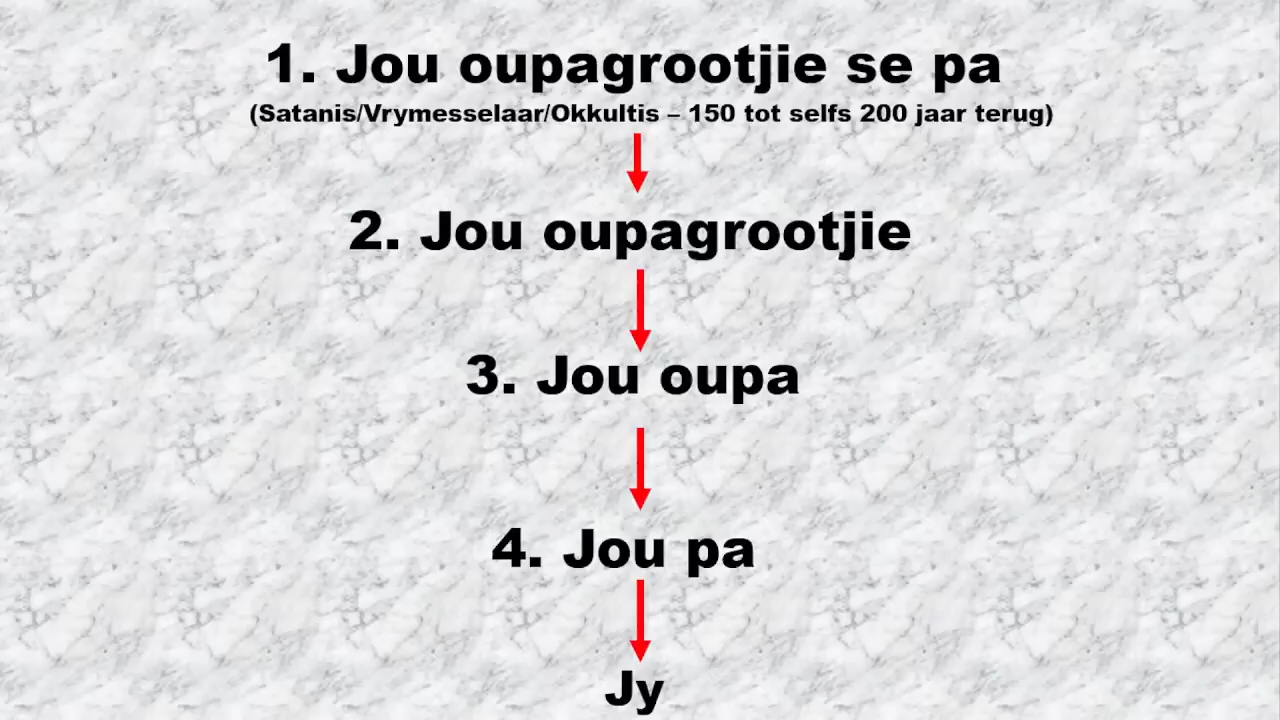 1. Jou oupagrootjie se pa
(Satanis/Vrymesselaar/Okkultis – 150 tot selfs 200 jaar terug)
2. Jou oupagrootjie
3. Jou oupa
4. Jou pa
Jy